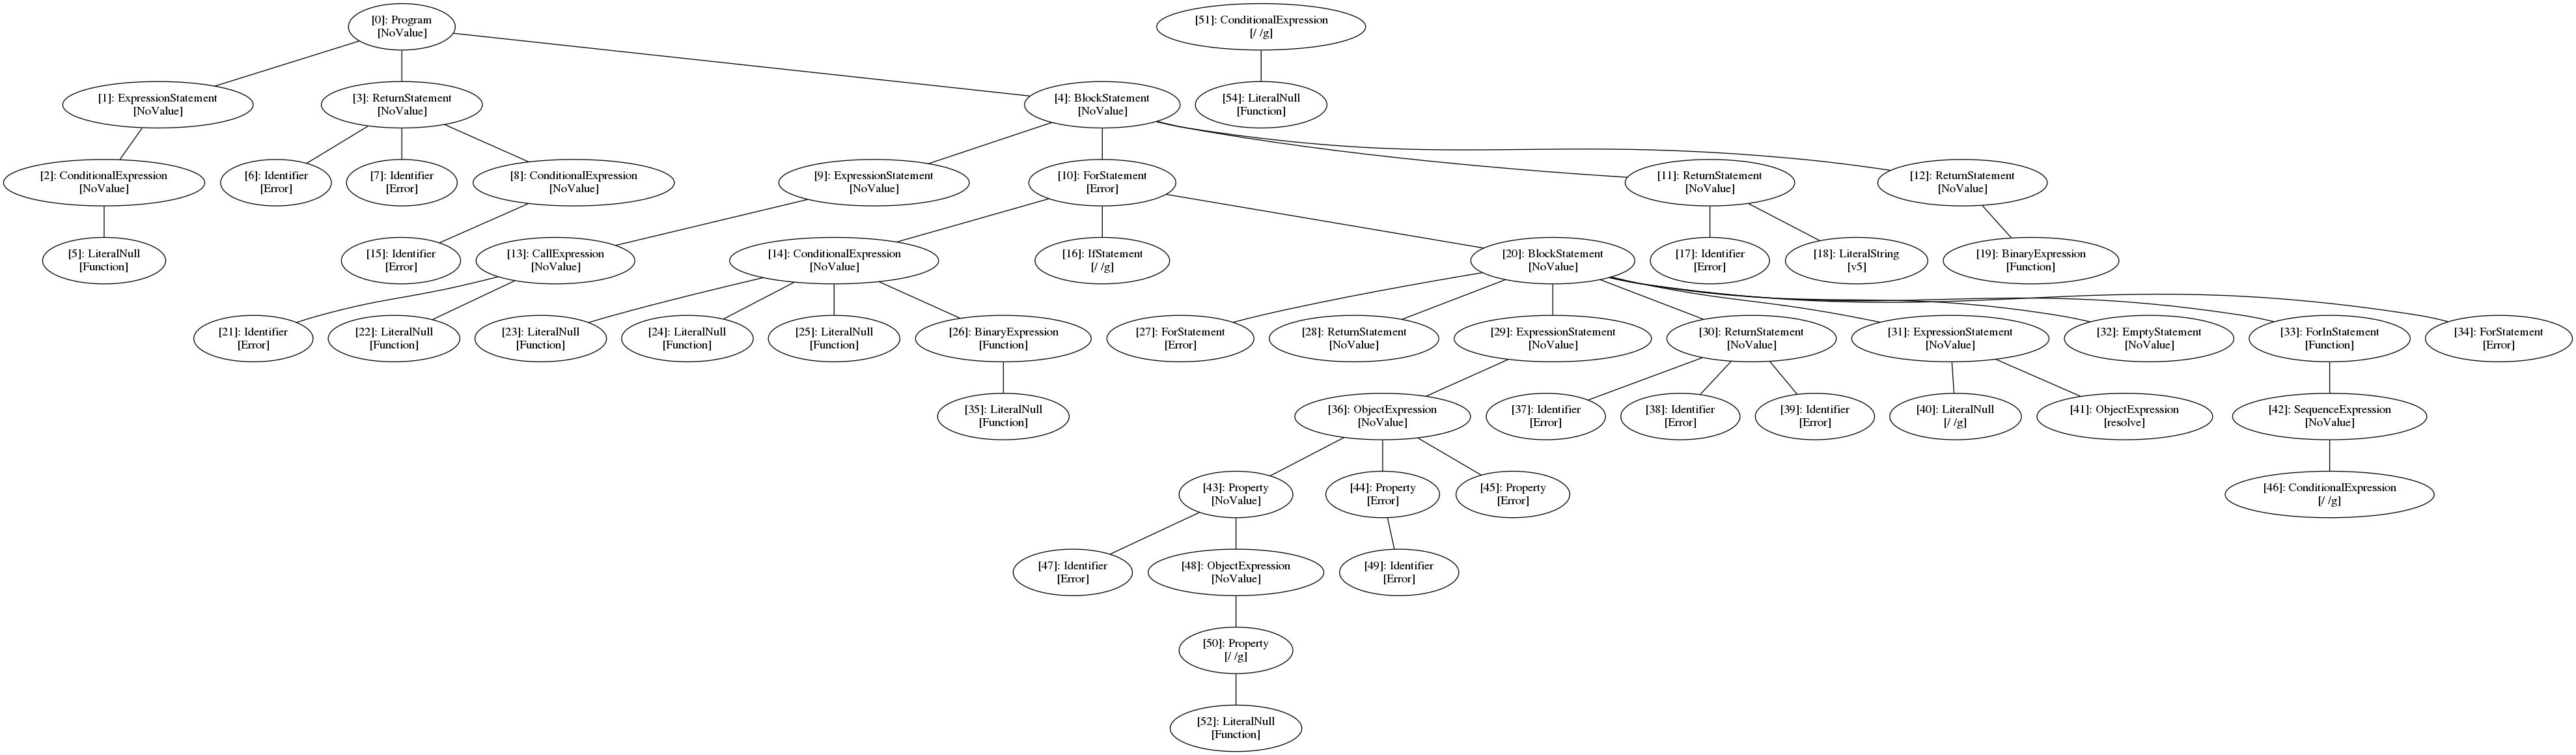 [0]: Program
[NoValue]
[51]: ConditionalExpression
[/ /g]
[1]: ExpressionStatement
[NoValue]
[3]: ReturnStatement
[NoValue]
[4]: BlockStatement
[NoValue]
[54]: LiteralNull
[Function]
[2]: ConditionalExpression
[NoValue]
[6]: Identifier
[Error]
[7]: Identifier
[Error]
[8]: ConditionalExpression
[NoValue]
[9]: ExpressionStatement
[NoValue]
[10]: ForStatement
[Error]
[11]: ReturnStatement
[NoValue]
[12]: ReturnStatement
[NoValue]
[5]: LiteralNull
[Function]
[15]: Identifier
[Error]
[13]: CallExpression
[NoValue]
[14]: ConditionalExpression
[NoValue]
[16]: IfStatement
[/ /g]
[20]: BlockStatement
[NoValue]
[17]: Identifier
[Error]
[18]: LiteralString
[v5]
[19]: BinaryExpression
[Function]
[21]: Identifier
[Error]
[22]: LiteralNull
[Function]
[23]: LiteralNull
[Function]
[24]: LiteralNull
[Function]
[25]: LiteralNull
[Function]
[26]: BinaryExpression
[Function]
[27]: ForStatement
[Error]
[28]: ReturnStatement
[NoValue]
[29]: ExpressionStatement
[NoValue]
[30]: ReturnStatement
[NoValue]
[31]: ExpressionStatement
[NoValue]
[32]: EmptyStatement
[NoValue]
[33]: ForInStatement
[Function]
[34]: ForStatement
[Error]
[35]: LiteralNull
[Function]
[36]: ObjectExpression
[NoValue]
[37]: Identifier
[Error]
[38]: Identifier
[Error]
[39]: Identifier
[Error]
[40]: LiteralNull
[/ /g]
[41]: ObjectExpression
[resolve]
[42]: SequenceExpression
[NoValue]
[43]: Property
[NoValue]
[44]: Property
[Error]
[45]: Property
[Error]
[46]: ConditionalExpression
[/ /g]
[47]: Identifier
[Error]
[48]: ObjectExpression
[NoValue]
[49]: Identifier
[Error]
[50]: Property
[/ /g]
[52]: LiteralNull
[Function]